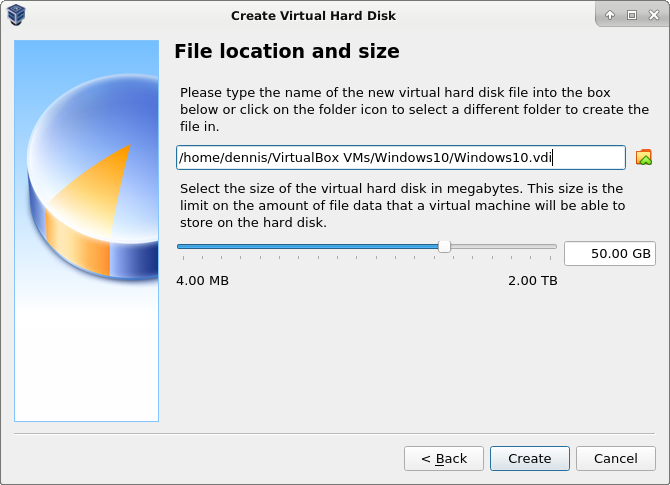 Create Virtual Hard Disk
File location and size
Please type the name of the new virtual hard disk file into the box
below or click on the folder icon to select a different folder to create the
file in.
/home/dennis/VirtualBox VMs/Windows10/Windows10.vdi
Select the size of the virtual hard disk in megabytes. This size is the
limit on the amount of file data that a virtual machine will be able to
store on the hard disk.
50.00 GB
4.00 MB 2.00 TB
< Back Create Cancel